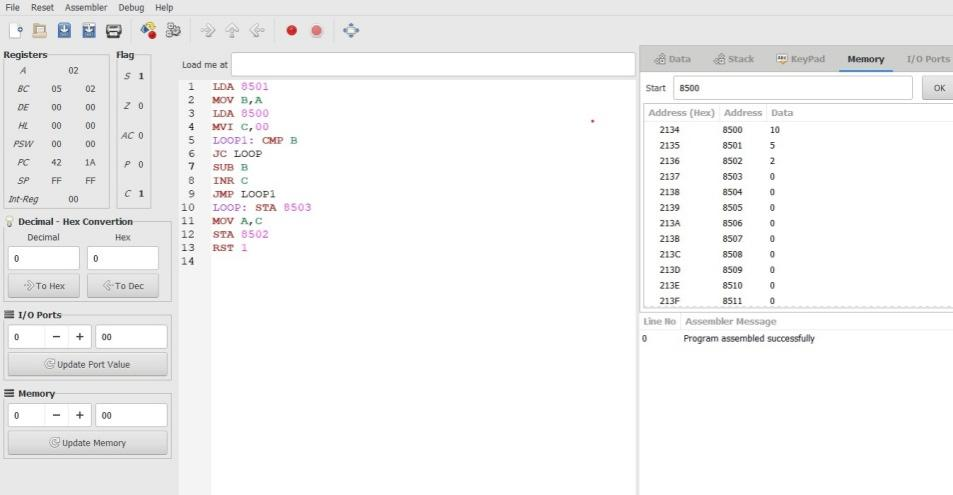 File Reset Assembler Debug Help
Registers
A 02
BC 05 02
DE 00 00
HL 00 00
PSW 00 00
PC 42 1A
SP FF FF
Int-Reg 00
Flag
S 1
Z 0
AC 0
P 0
C 1
Decimal - Hex Convertion
Decimal Hex
0 0
To Hex To Dec
I/O Ports
0 − + 00
Update Port Value
Memory
0 − + 00
Update Memory
Load me at
1 LDA 8501
2 MOV B,A
3 LDA 8500
4 MVI C,00
5 LOOP1: CMP B
6 JC LOOP
7 SUB B
8 INR C
9 JMP LOOP1
10 LOOP: STA 8503
11 MOV A,C
12 STA 8502
13 RST 1
14
Data Stack KeyPad Memory I/O Ports
Start 8500 OK
Address (Hex) Address Data
2134 8500 10
2135 8501 5
2136 8502 2
2137 8503 0
2138 8504 0
2139 8505 0
213A 8506 0
213B 8507 0
213C 8508 0
213D 8509 0
213E 8510 0
213F 8511 0
Line No Assembler Message
0 Program assembled successfully